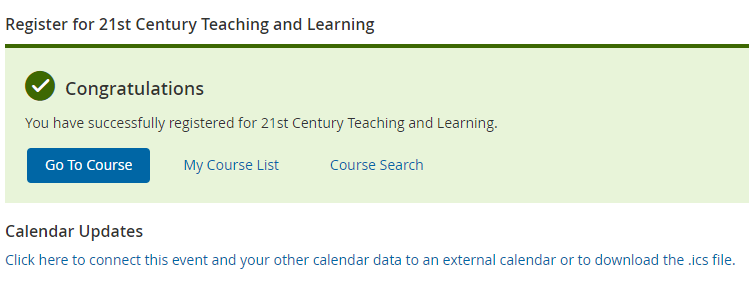 Register for 21st Century Teaching and Learning
Congratulations
You have successfully registered for 21st Century Teaching and Learning.
Go To Course My Course List Course Search
Calendar Updates
Click here to connect this event and your other calendar data to an external calendar or to download the .ics file.